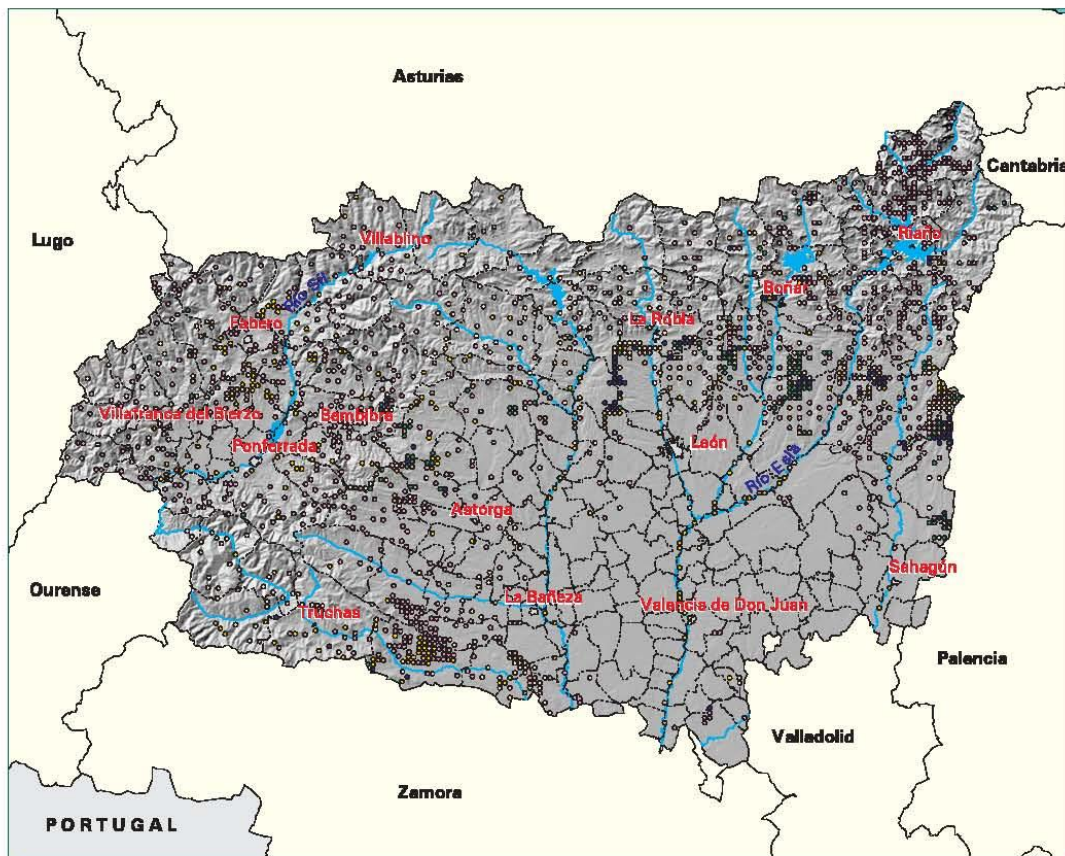 Asturias
Cantabria
Lugo
Villablino
Riaño
Río Sil
Boñar
Fabero
La Robla
Villafranca del Bierzo
Bembibre
Ponferrada
León
Río Esla
Astorga
Sahagún
Ourense
La Bañeza
Valencia de Don Juan
Truchas
Palencia
Valladolid
Zamora
PORTUGAL